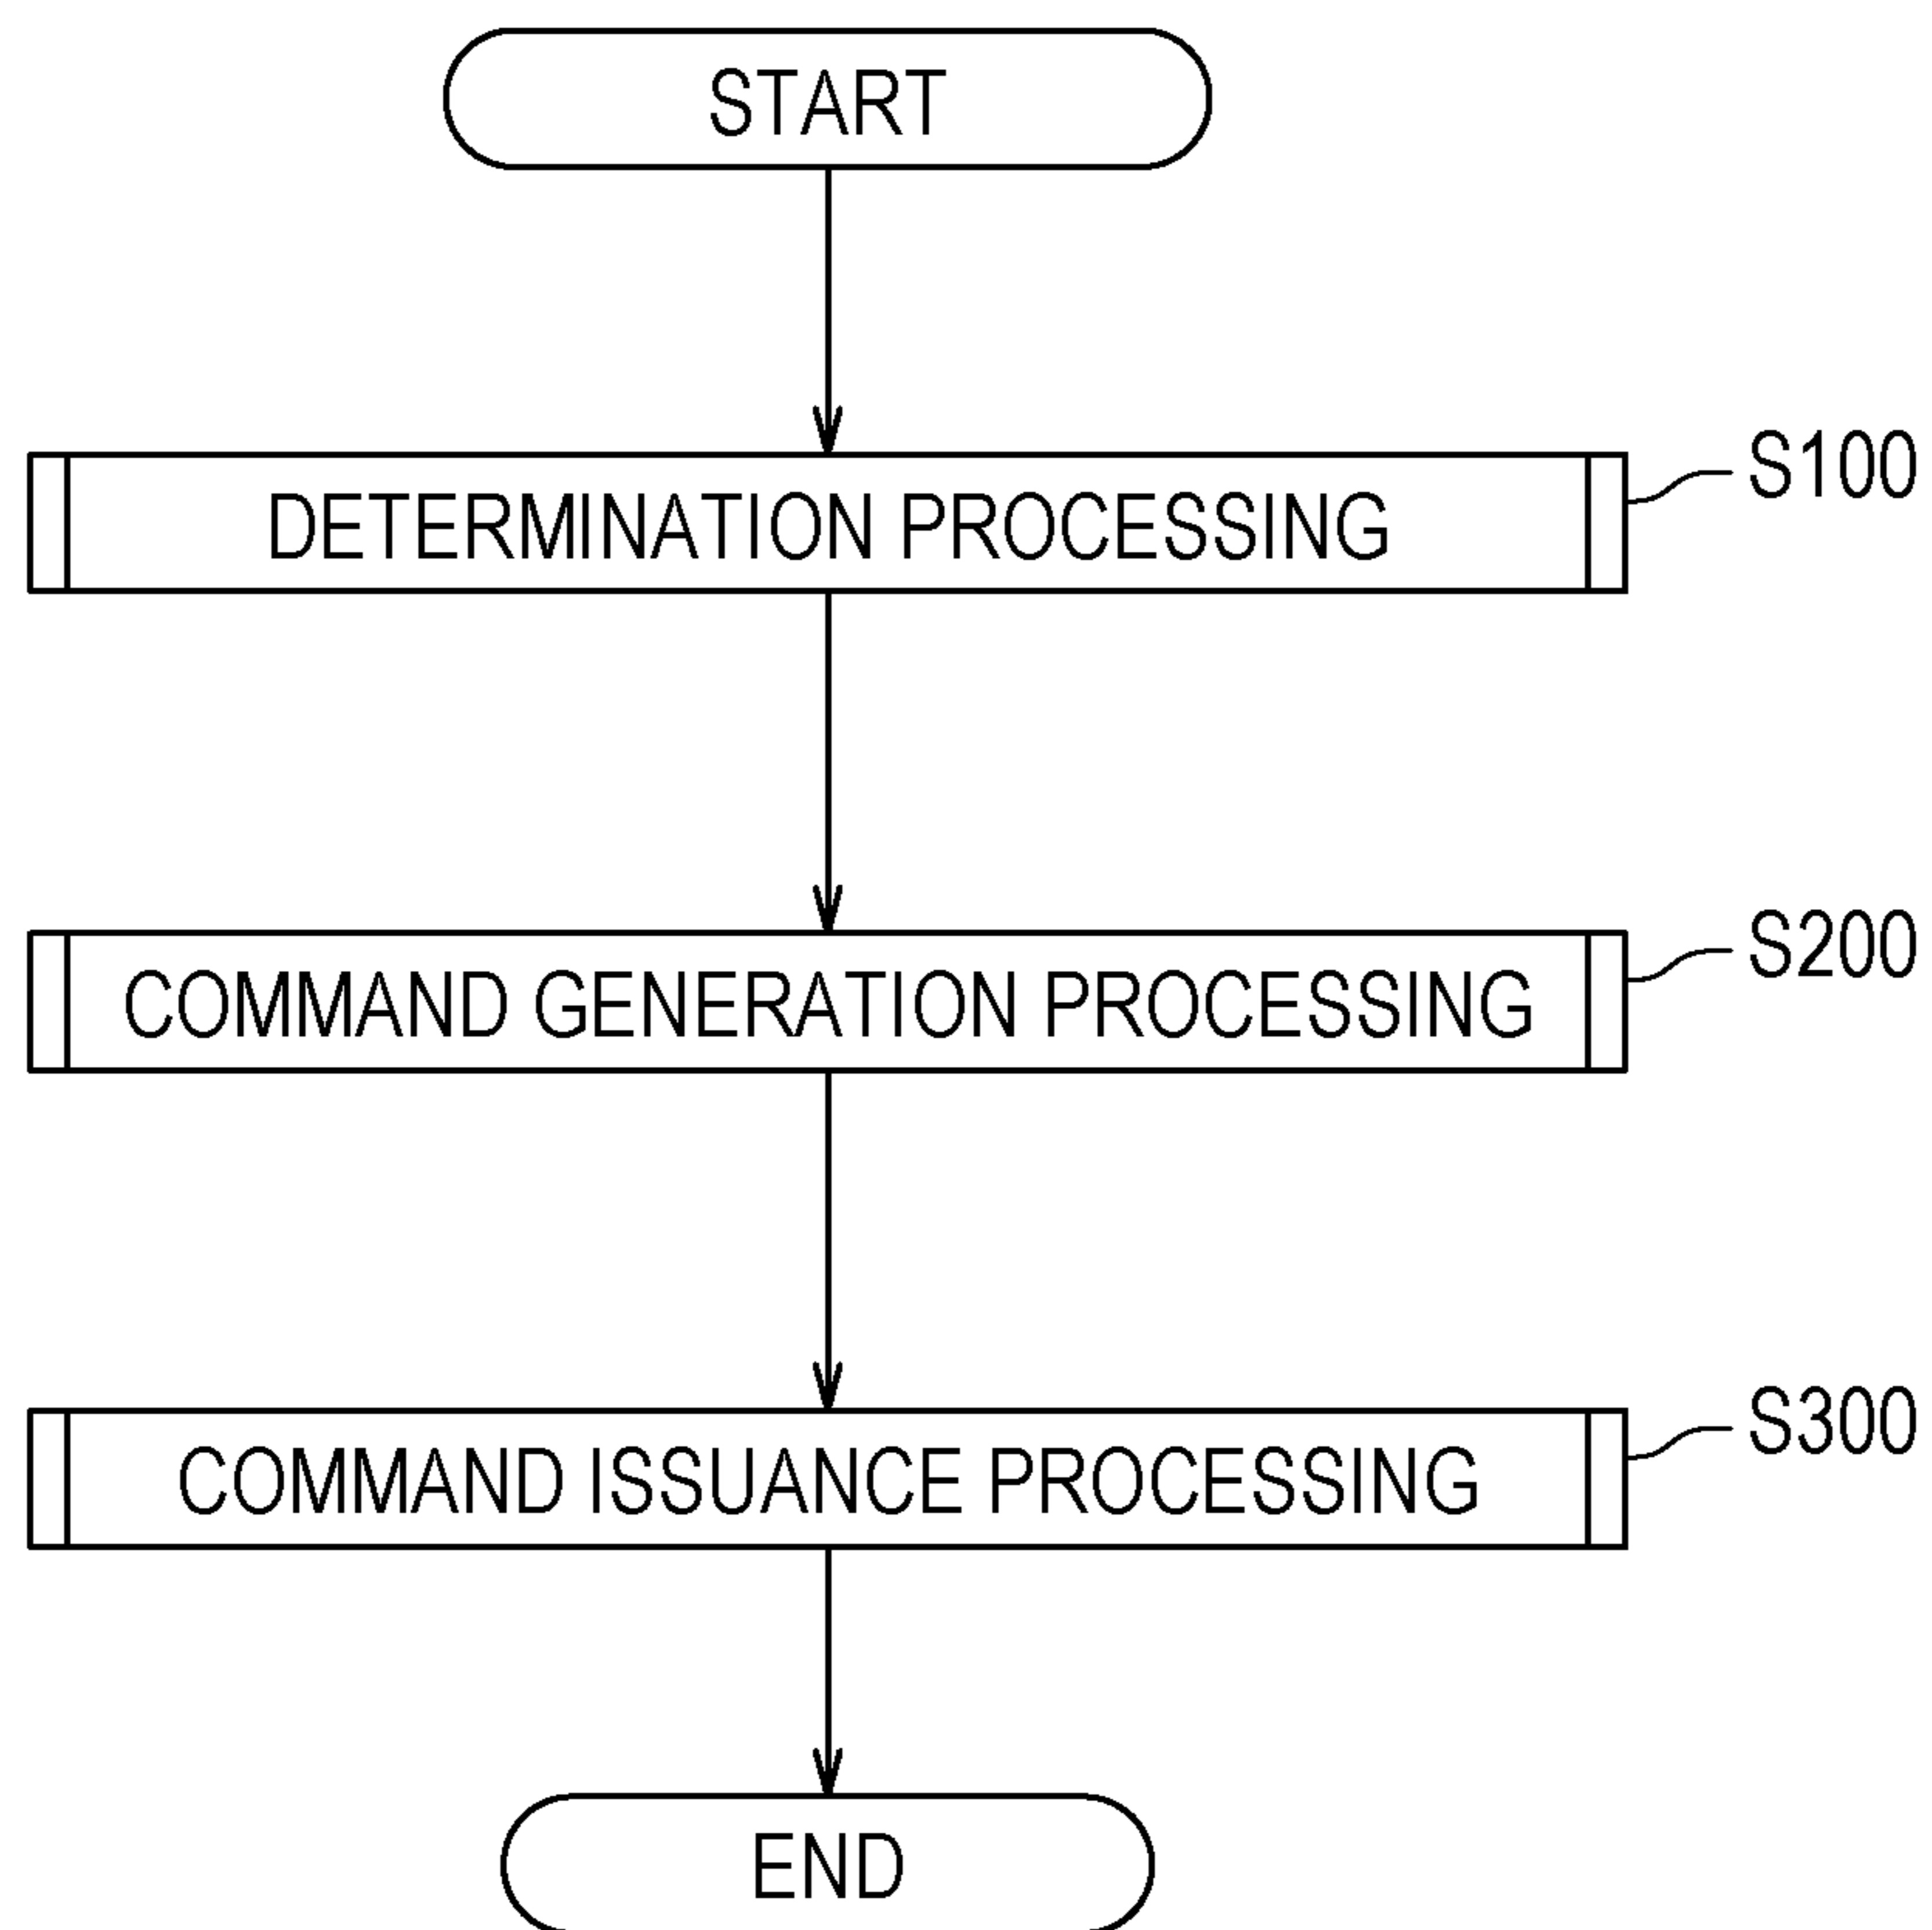 START
DETERMINATION PROCESSING
S100
COMMAND GENERATION PROCESSING
S200
COMMAND ISSUANCE PROCESSING
S300
END